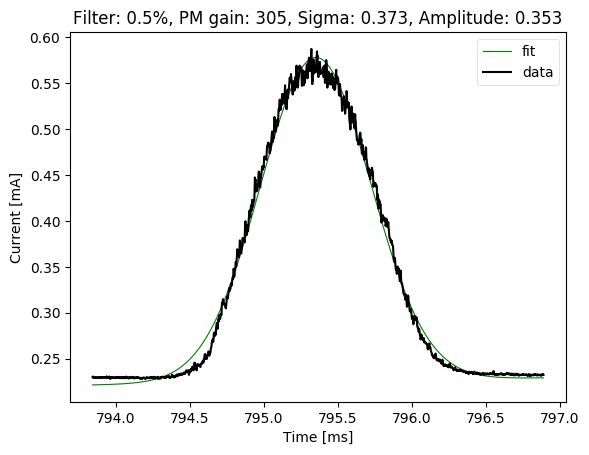 Filter: 0.5%, PM gain: 305, Sigma: 0.373, Amplitude: 0.353
fit
data
0.60
0.55
0.50
0.45
0.40
0.35
0.30
0.25
Current [mA]
794.0 794.5 795.0 795.5 796.0 796.5 797.0
Time [ms]